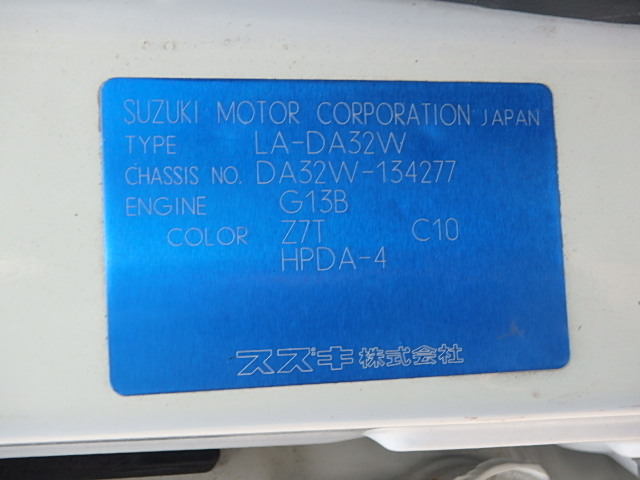 SUZUKI MOTOR CORPORATION JAPAN
TYPE LA-DA32W
CHASSIS NO. DA32W-134277
ENGINE G13B
COLOR Z7T C10
HPDA-4
スズキ株式会社